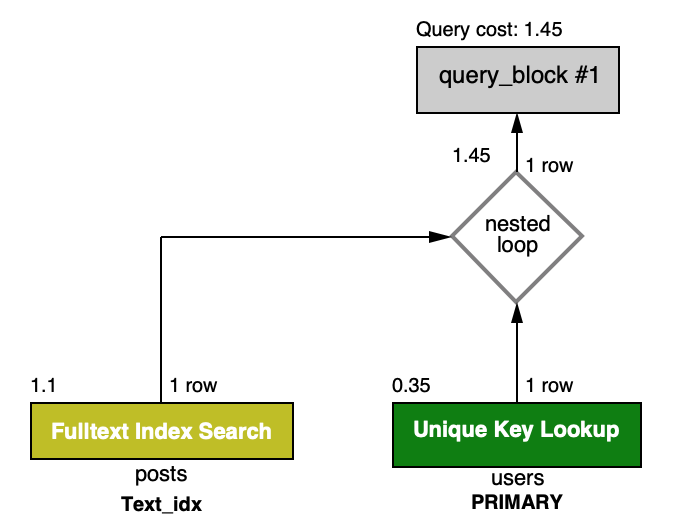 Query cost: 1.45
query_block #1
1.45
1 row
nested
loop
1.1
1 row
0.35
1 row
Fulltext Index Search
Unique Key Lookup
posts
users
Text_idx
PRIMARY